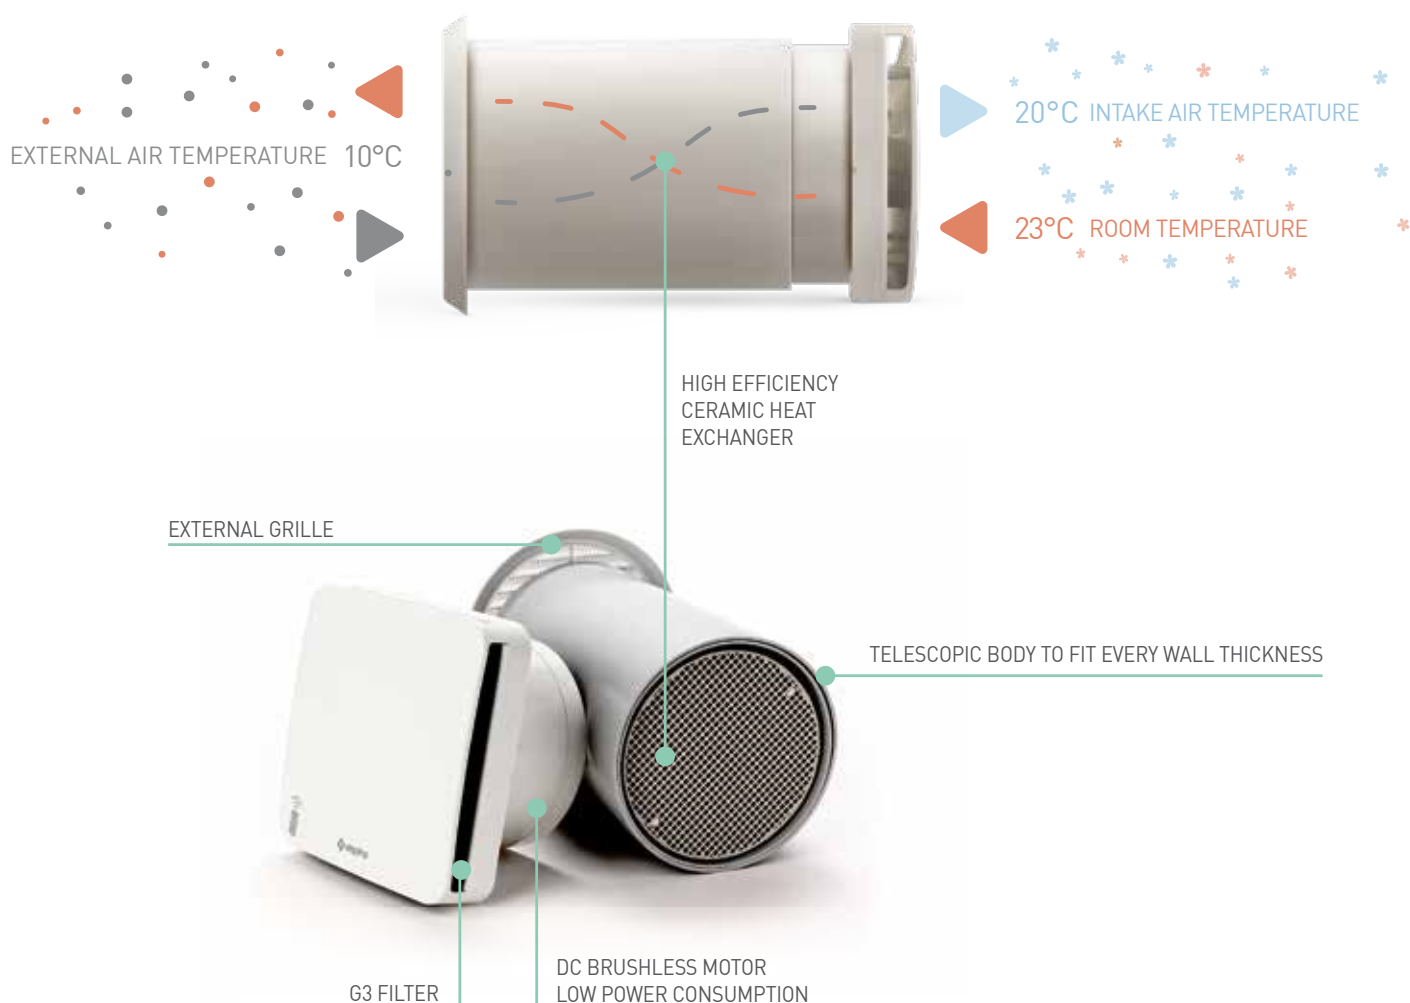 EXTERNAL AIR TEMPERATURE 10°C
20°C INTAKE AIR TEMPERATURE
23°C ROOM TEMPERATURE
HIGH EFFICIENCY
CERAMIC HEAT
EXCHANGER
EXTERNAL GRILLE
TELESCOPIC BODY TO FIT EVERY WALL THICKNESS
G3 FILTER
DC BRUSHLESS MOTOR
LOW POWER CONSUMPTION